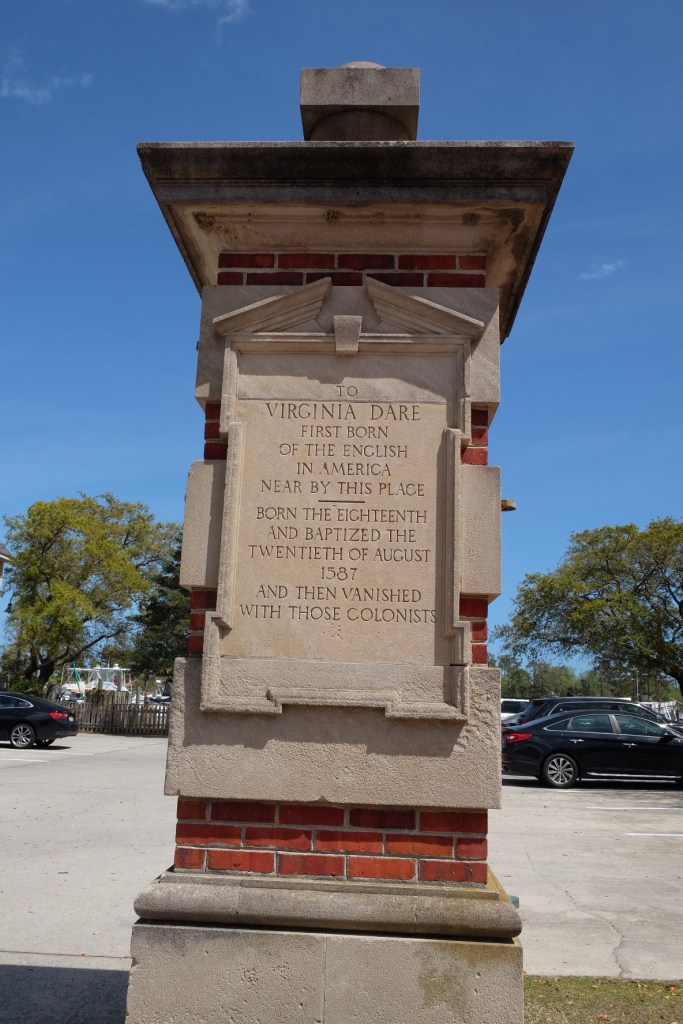 TO
VIRGINIA DARE
FIRST BORN
OF THE ENGLISH
IN AMERICA
NEAR BY THIS PLACE
BORN THE EIGHTEENTH
AND BAPTIZED THE
TWENTIETH OF AUGUST
1587
AND THEN VANISHED
WITH THOSE COLONISTS